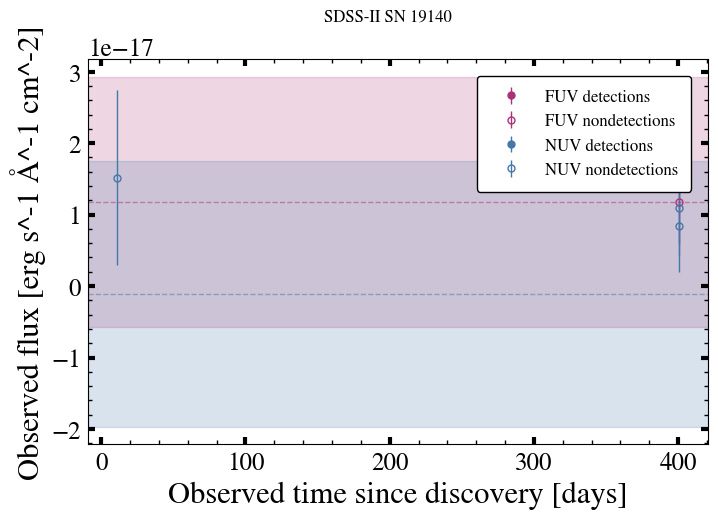 SDSS-II SN 19140
1e−17
Observed flux [erg s^-1 Å^-1 cm^-2]
3
2
1
0
−1
−2
FUV detections
FUV nondetections
NUV detections
NUV nondetections
0 100 200 300 400
Observed time since discovery [days]